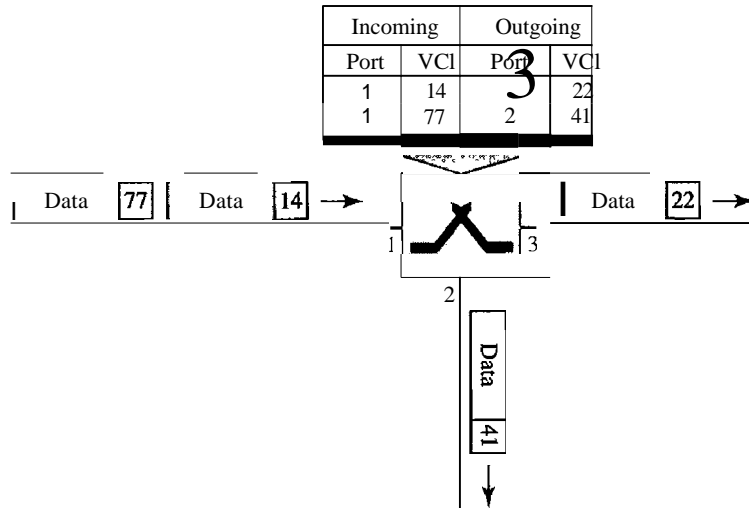 Incoming Outgoing
Port VCl Port VCl
1 14 3 22
1 77 2 41
Data 77 Data 14 Data 22
1 3
2
Data 41